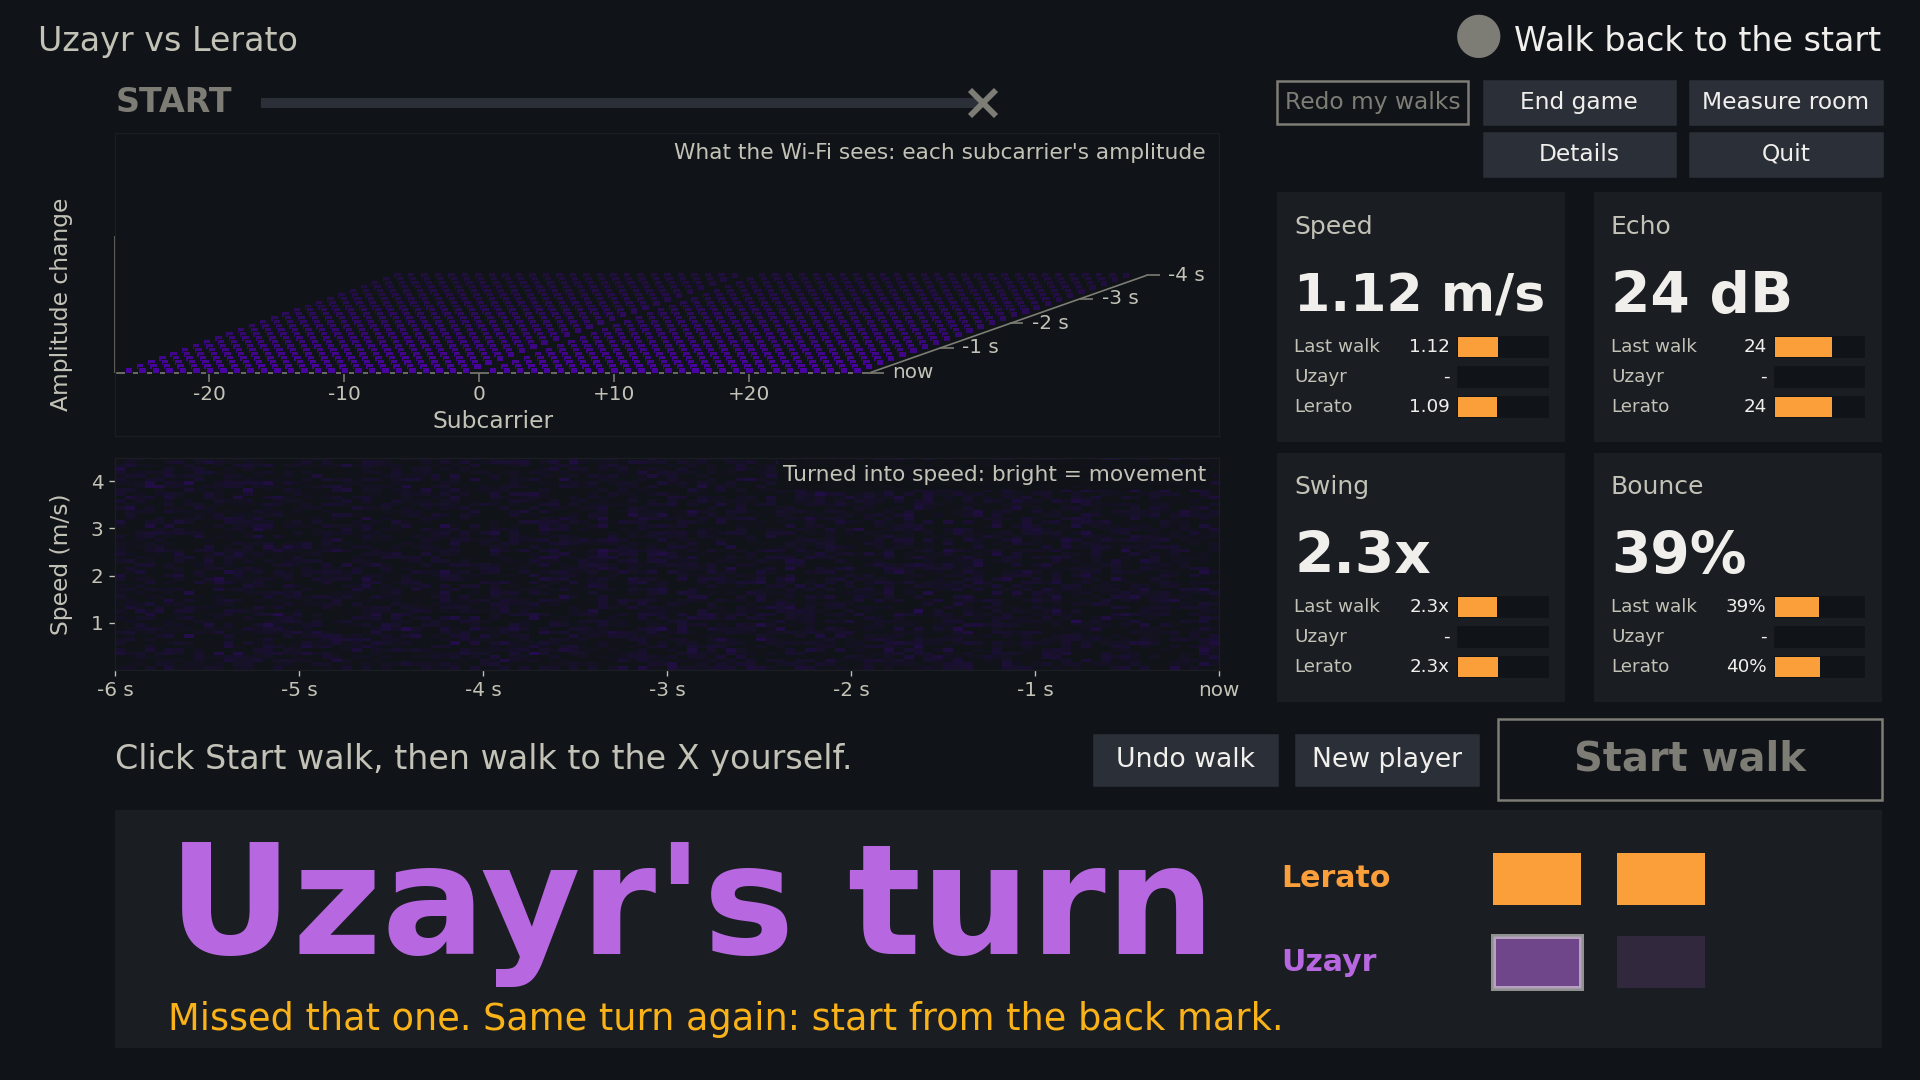 Uzayr vs Lerato
Walk back to the start
START
Redo my walks
End game
Measure room
Details
Quit
What the Wi-Fi sees: each subcarrier's amplitude
Amplitude change
-4 s
-3 s
-2 s
-1 s
now
-20
-10
0
+10
+20
Subcarrier
Turned into speed: bright = movement
Speed (m/s)
4
3
2
1
-6 s
-5 s
-4 s
-3 s
-2 s
-1 s
now
Speed
1.12 m/s
Last walk 1.12
Uzayr -
Lerato 1.09
Echo
24 dB
Last walk 24
Uzayr -
Lerato 24
Swing
2.3x
Last walk 2.3x
Uzayr -
Lerato 2.3x
Bounce
39%
Last walk 39%
Uzayr -
Lerato 40%
Click Start walk, then walk to the X yourself.
Undo walk
New player
Start walk
Uzayr's turn
Missed that one. Same turn again: start from the back mark.
Lerato
Uzayr